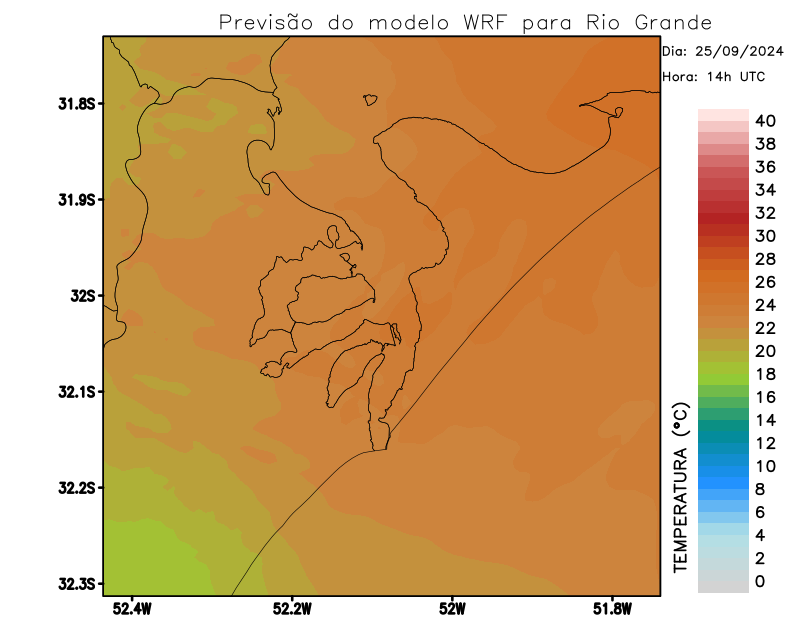 Previsão do modelo WRF para Rio Grande
Dia: 25/09/2024
Hora: 14h UTC
31.8S
31.9S
32S
32.1S
32.2S
32.3S
52.4W
52.2W
52W
51.8W
TEMPERATURA (°C)
40
38
36
34
32
30
28
26
24
22
20
18
16
14
12
10
8
6
4
2
0